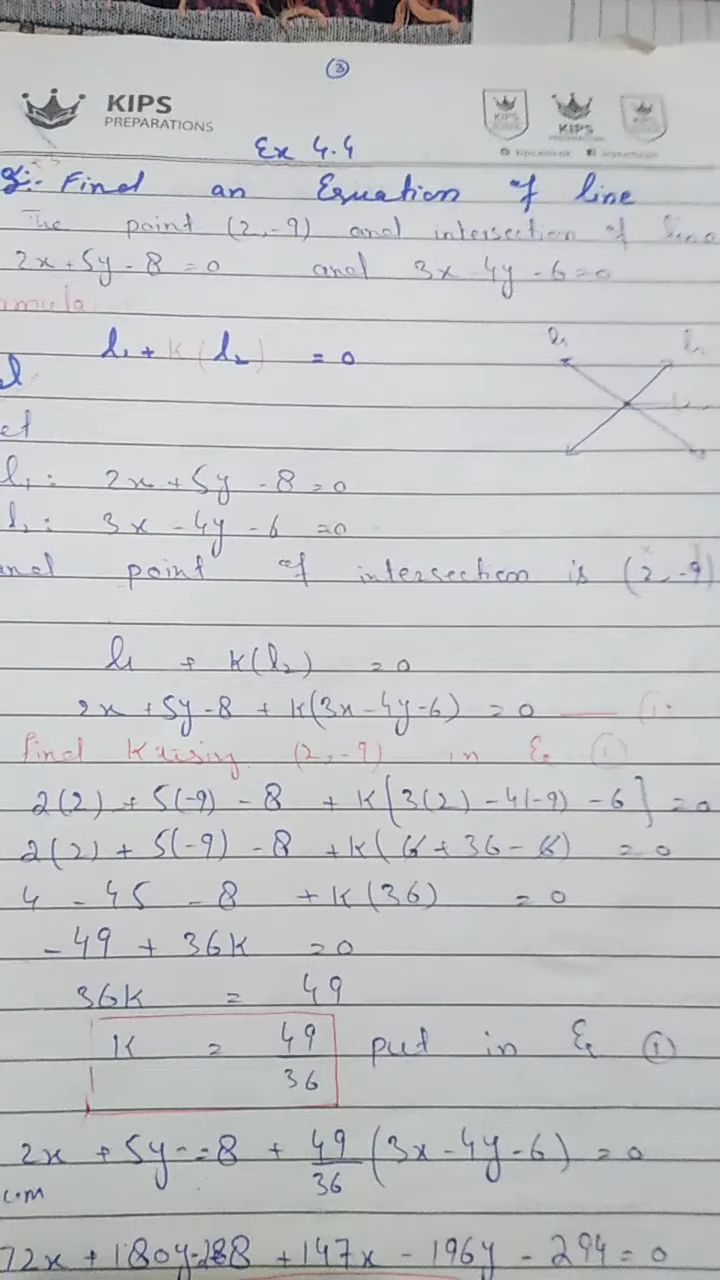 3
KIPS
PREPARATIONS
KIPS
Ex 4.4
Q:- Find an Equation of line
The point (2,-9) and intersection of line
2x+5y-8=0 and 3x-4y-6=0
rmula
l₁ + K(l₂) = 0
l₁
et
l₁: 2x+5y-8=0
l₂: 3x-4y-6=0
and point of intersection is (2,-9)
l₁ + K(l₂) = 0
2x+5y-8 + K(3x-4y-6) = 0
find K using (2,-9) in Eq ①
2(2) + 5(-9) - 8 + K[3(2) - 4(-9) - 6] = 0
2(2) + 5(-9) - 8 + K(6+36-6) = 0
4 - 45 - 8 + K(36) = 0
-49 + 36K = 0
36K = 49
K = 49/36 put in Eq ①
2x + 5y - = 8 + 49/36 (3x-4y-6) = 0
com
72x + 180y-288 + 147x - 196y - 294 = 0